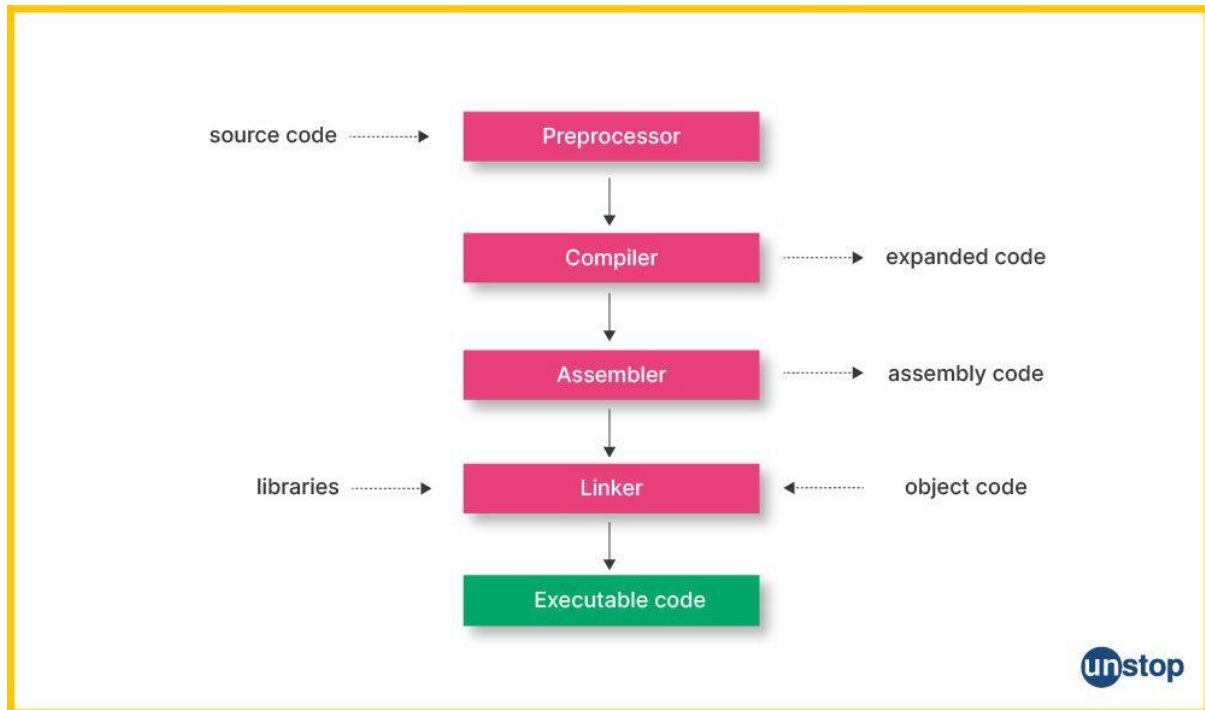 source code
Preprocessor
Compiler
expanded code
Assembler
assembly code
libraries
Linker
object code
Executable code
unstop